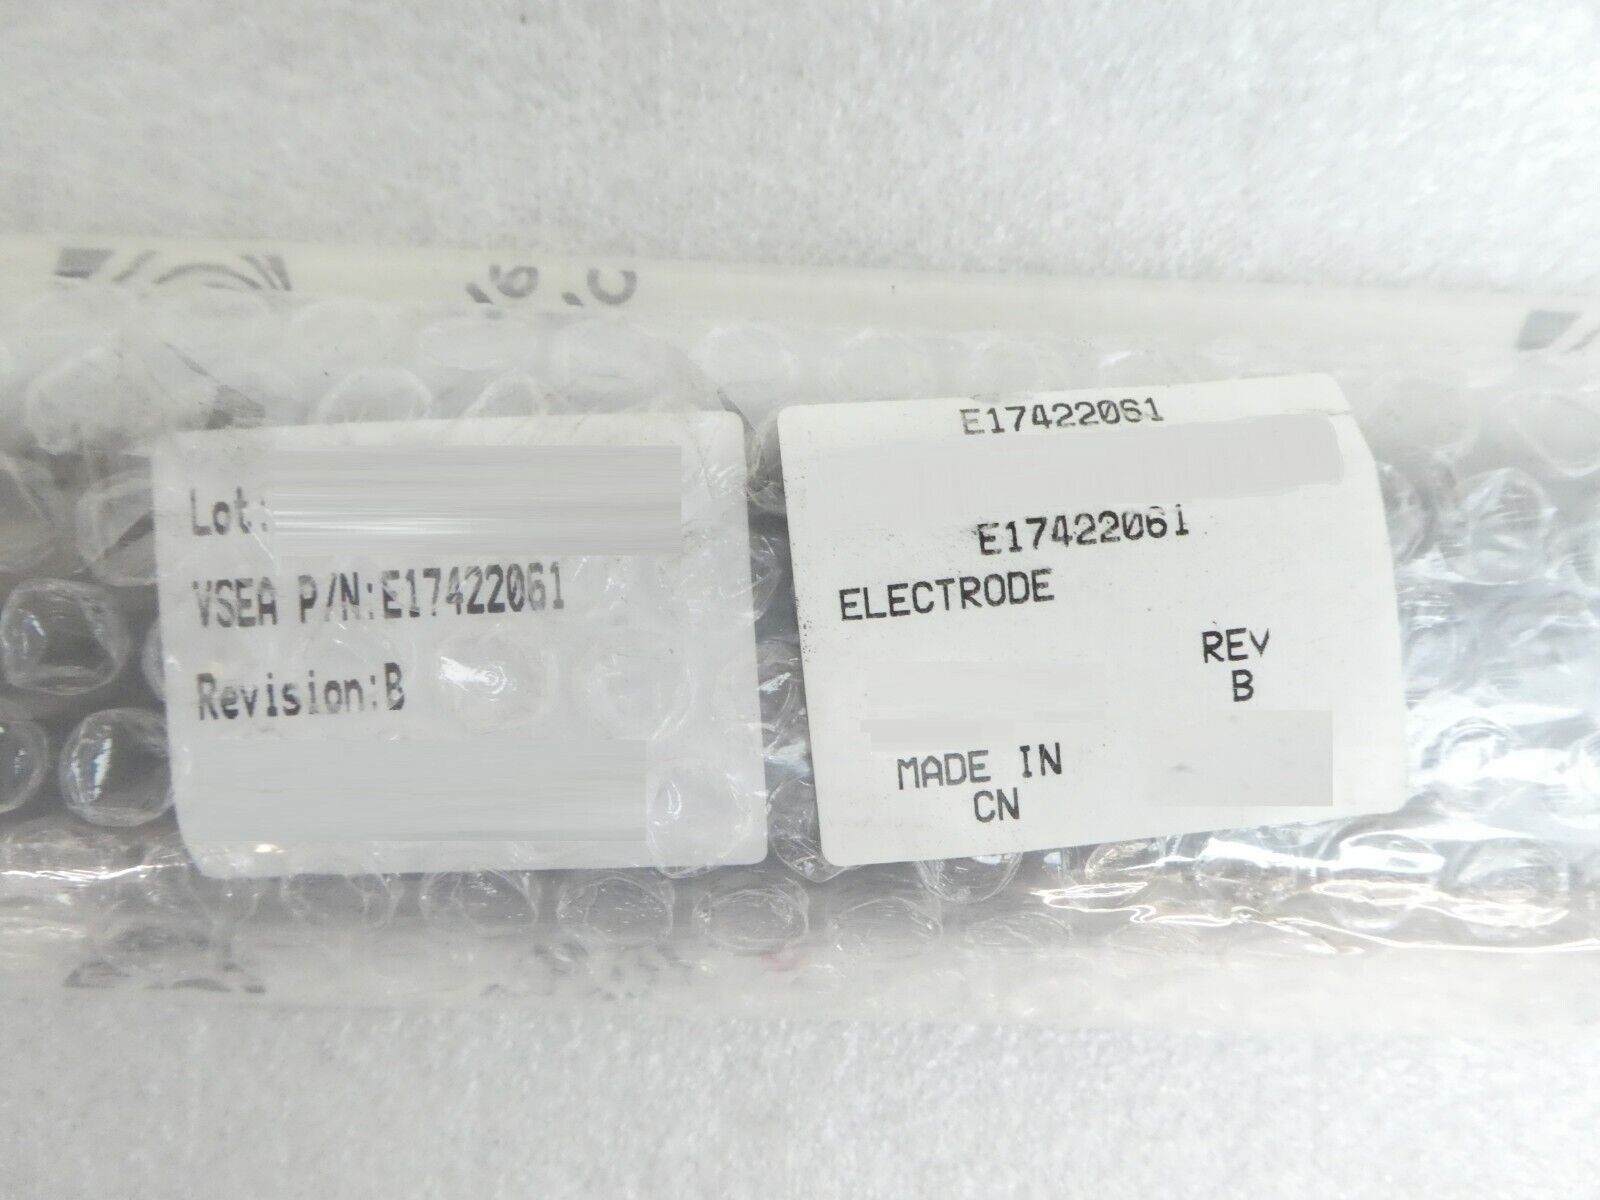 Lot:
VSEA P/N:E17422061
Revision:B
E17422061
E17422061
ELECTRODE
REV
B
MADE IN
CN